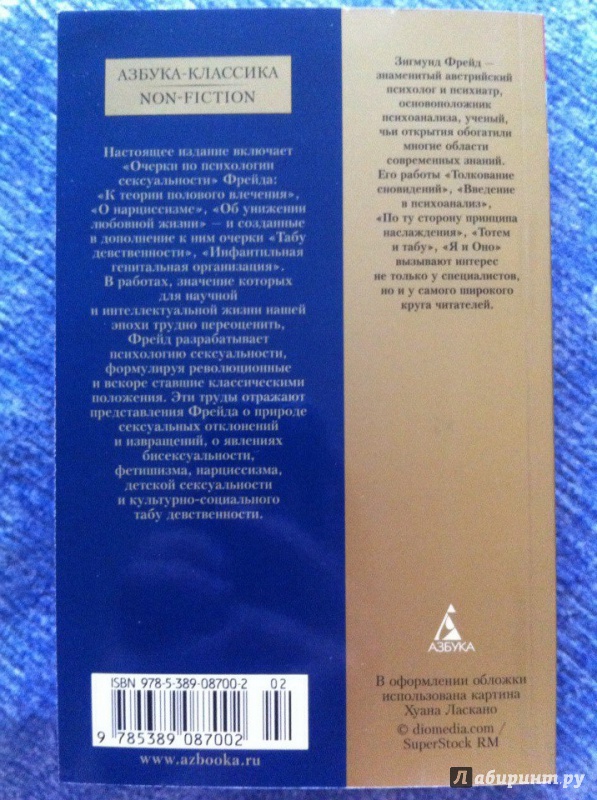 АЗБУКА-КЛАССИКА
NON-FICTION
Настоящее издание включает
«Очерки по психологии
сексуальности» Фрейда:
«К теории полового влечения»,
«О нарциссизме», «Об унижении
любовной жизни» — и созданные
в дополнение к ним очерки «Табу
девственности», «Инфантильная
генитальная организация».
В работах, значение которых
для научной
и интеллектуальной жизни нашей
эпохи трудно переоценить,
Фрейд разрабатывает
психологию сексуальности,
формулируя революционные
и вскоре ставшие классическими
положения. Эти труды отражают
представления Фрейда о природе
сексуальных отклонений
и извращений, о явлениях
бисексуальности,
фетишизма, нарциссизма,
детской сексуальности
и культурно-социального
табу девственности.
ISBN 978-5-389-08700-2
02
9 785389 087002
www.azbooka.ru
Зигмунд Фрейд —
знаменитый австрийский
психолог и психиатр,
основоположник
психоанализа, ученый,
чьи открытия обогатили
многие области
современных знаний.
Его работы «Толкование
сновидений», «Введение
в психоанализ»,
«По ту сторону принципа
наслаждения», «Тотем
и табу», «Я и Оно»
вызывают интерес
не только у специалистов,
но и у самого широкого
круга читателей.
АЗБУКА
В оформлении обложки
использована картина
Хуана Ласкано
© diomedia.com /
SuperStock RM
Лабиринт.ру